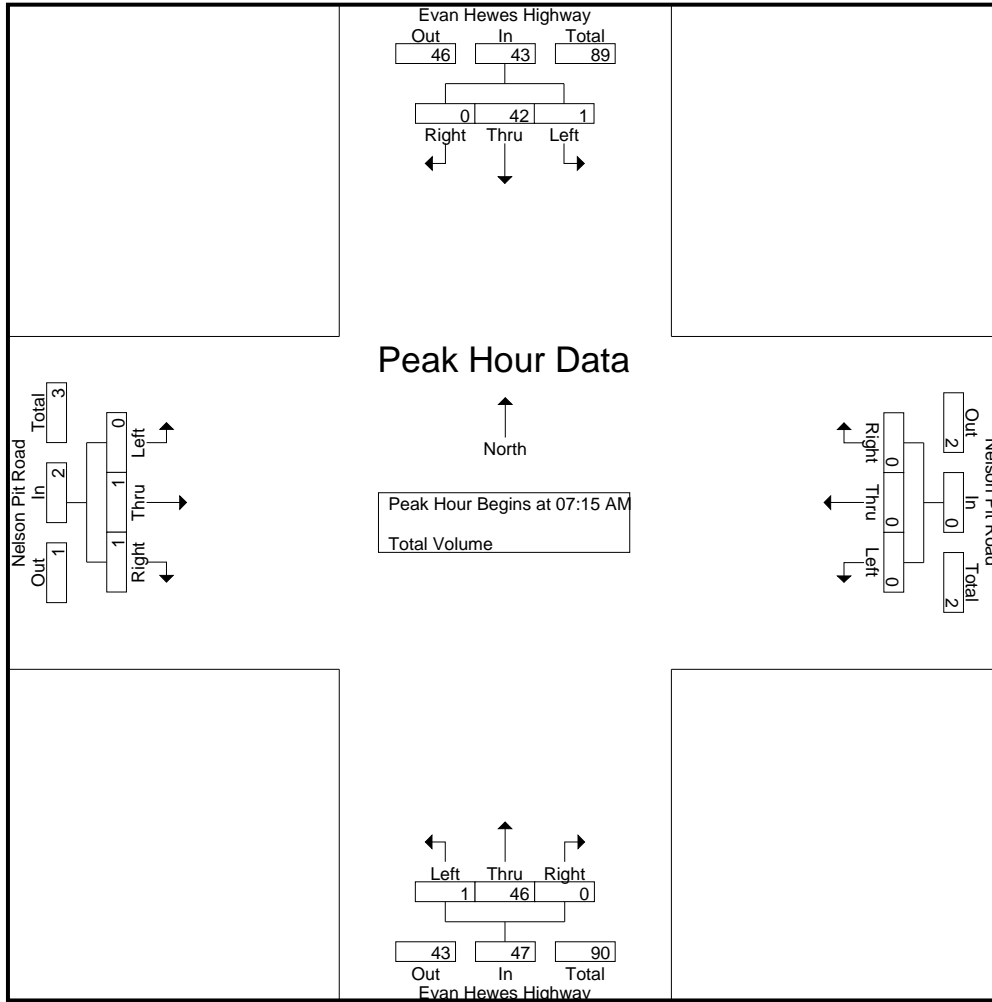 Evan Hewes Highway
Out In Total
46 43 89
0 42 1
Right Thru Left
Peak Hour Data
North
Peak Hour Begins at 07:15 AM
Total Volume
Nelson Pit Road
Out In Total
1 2 3
0 1 1
Left Thru Right
Nelson Pit Road
Out In Total
2 0 2
0 0 0
Right Thru Left
Left Thru Right
1 46 0
43 47 90
Out In Total
Evan Hewes Highway